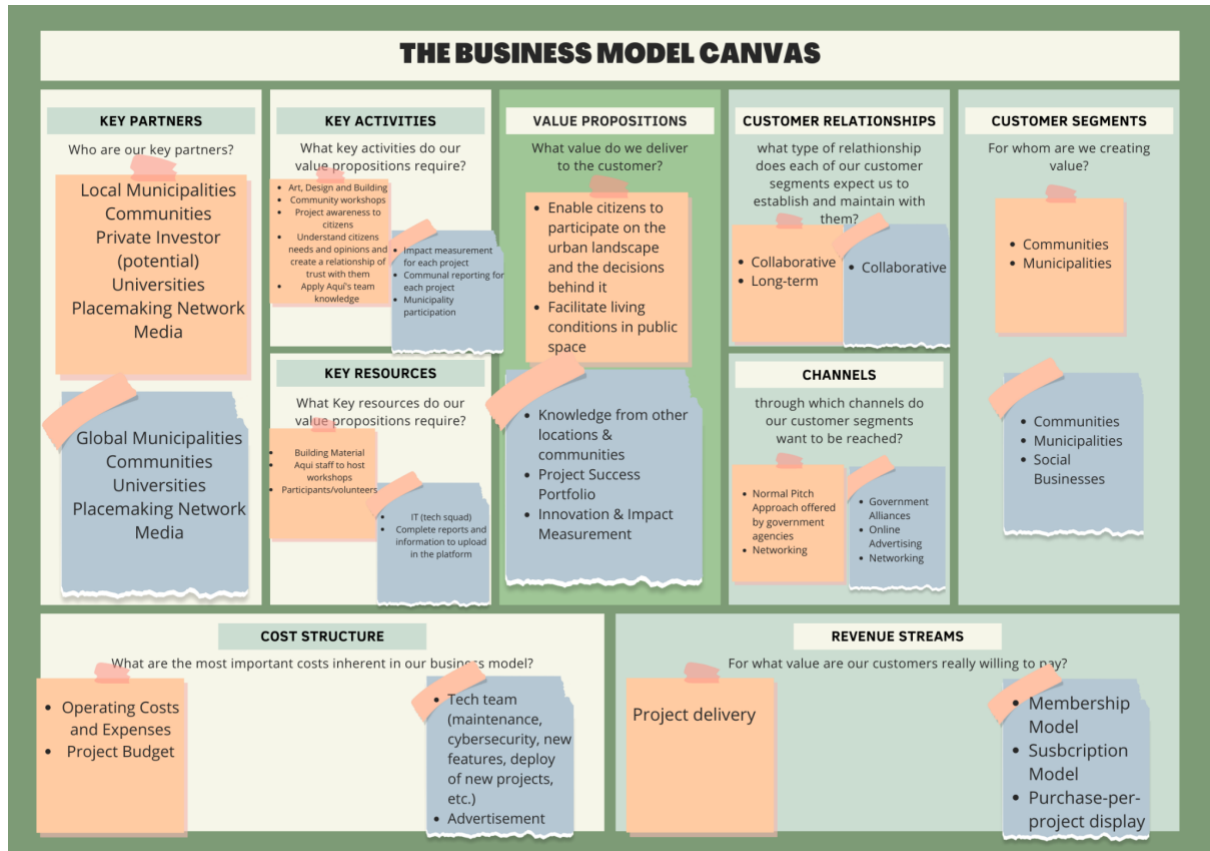 THE BUSINESS MODEL CANVAS
KEY PARTNERS
Who are our key partners?
Local Municipalities
Communities
Private Investor
(potential)
Universities
Placemaking Network
Media
Global Municipalities
Communities
Universities
Placemaking Network
Media
KEY ACTIVITIES
What key activities do our
value propositions require?
• Art, Design and Building
• Community workshops
• Project awareness to
citizens
• Understand citizens
needs and opinions and
create a relationship of
trust with them
• Apply Aqui's team
knowledge
• Impact measurement
for each project
• Communal reporting for
each project
• Municipality
participation
KEY RESOURCES
What Key resources do our
value propositions require?
• Building Material
• Aqui staff to host
workshops
• Participants/volunteers
• IT (tech squad)
• Complete reports and
information to upload
in the platform
VALUE PROPOSITIONS
What value do we deliver
to the customer?
• Enable citizens to
participate on the
urban landscape
and the decisions
behind it
• Facilitate living
conditions in public
space
• Knowledge from other
locations &
communities
• Project Success
Portfolio
• Innovation & Impact
Measurement
CUSTOMER RELATIONSHIPS
what type of relathionship
does each of our customer
segments expect us to
establish and maintain with
them?
• Collaborative
• Long-term
• Collaborative
CHANNELS
through which channels do
our customer segments
want to be reached?
• Normal Pitch
Approach offered
by government
agencies
• Networking
• Government
Alliances
• Online
Advertising
• Networking
CUSTOMER SEGMENTS
For whom are we creating
value?
• Communities
• Municipalities
• Communities
• Municipalities
• Social
Businesses
COST STRUCTURE
What are the most important costs inherent in our business model?
• Operating Costs
and Expenses
• Project Budget
• Tech team
(maintenance,
cybersecurity, new
features, deploy
of new projects,
etc.)
• Advertisement
REVENUE STREAMS
For what value are our customers really willing to pay?
Project delivery
• Membership
Model
• Susbcription
Model
• Purchase-per-
project display